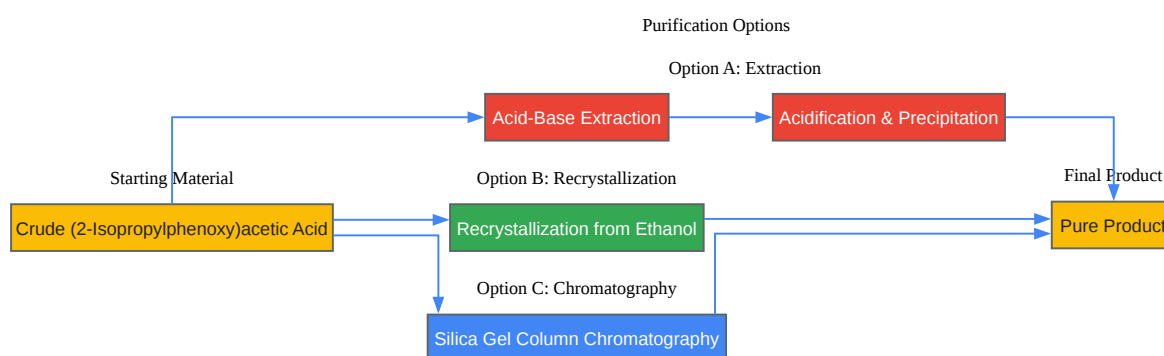 Purification Options
Option A: Extraction
Acid-Base Extraction
Acidification & Precipitation
Starting Material
Option B: Recrystallization
Final Product
Crude (2-Isopropylphenoxy)acetic Acid
Recrystallization from Ethanol
Pure Product
Option C: Chromatography
Silica Gel Column Chromatography